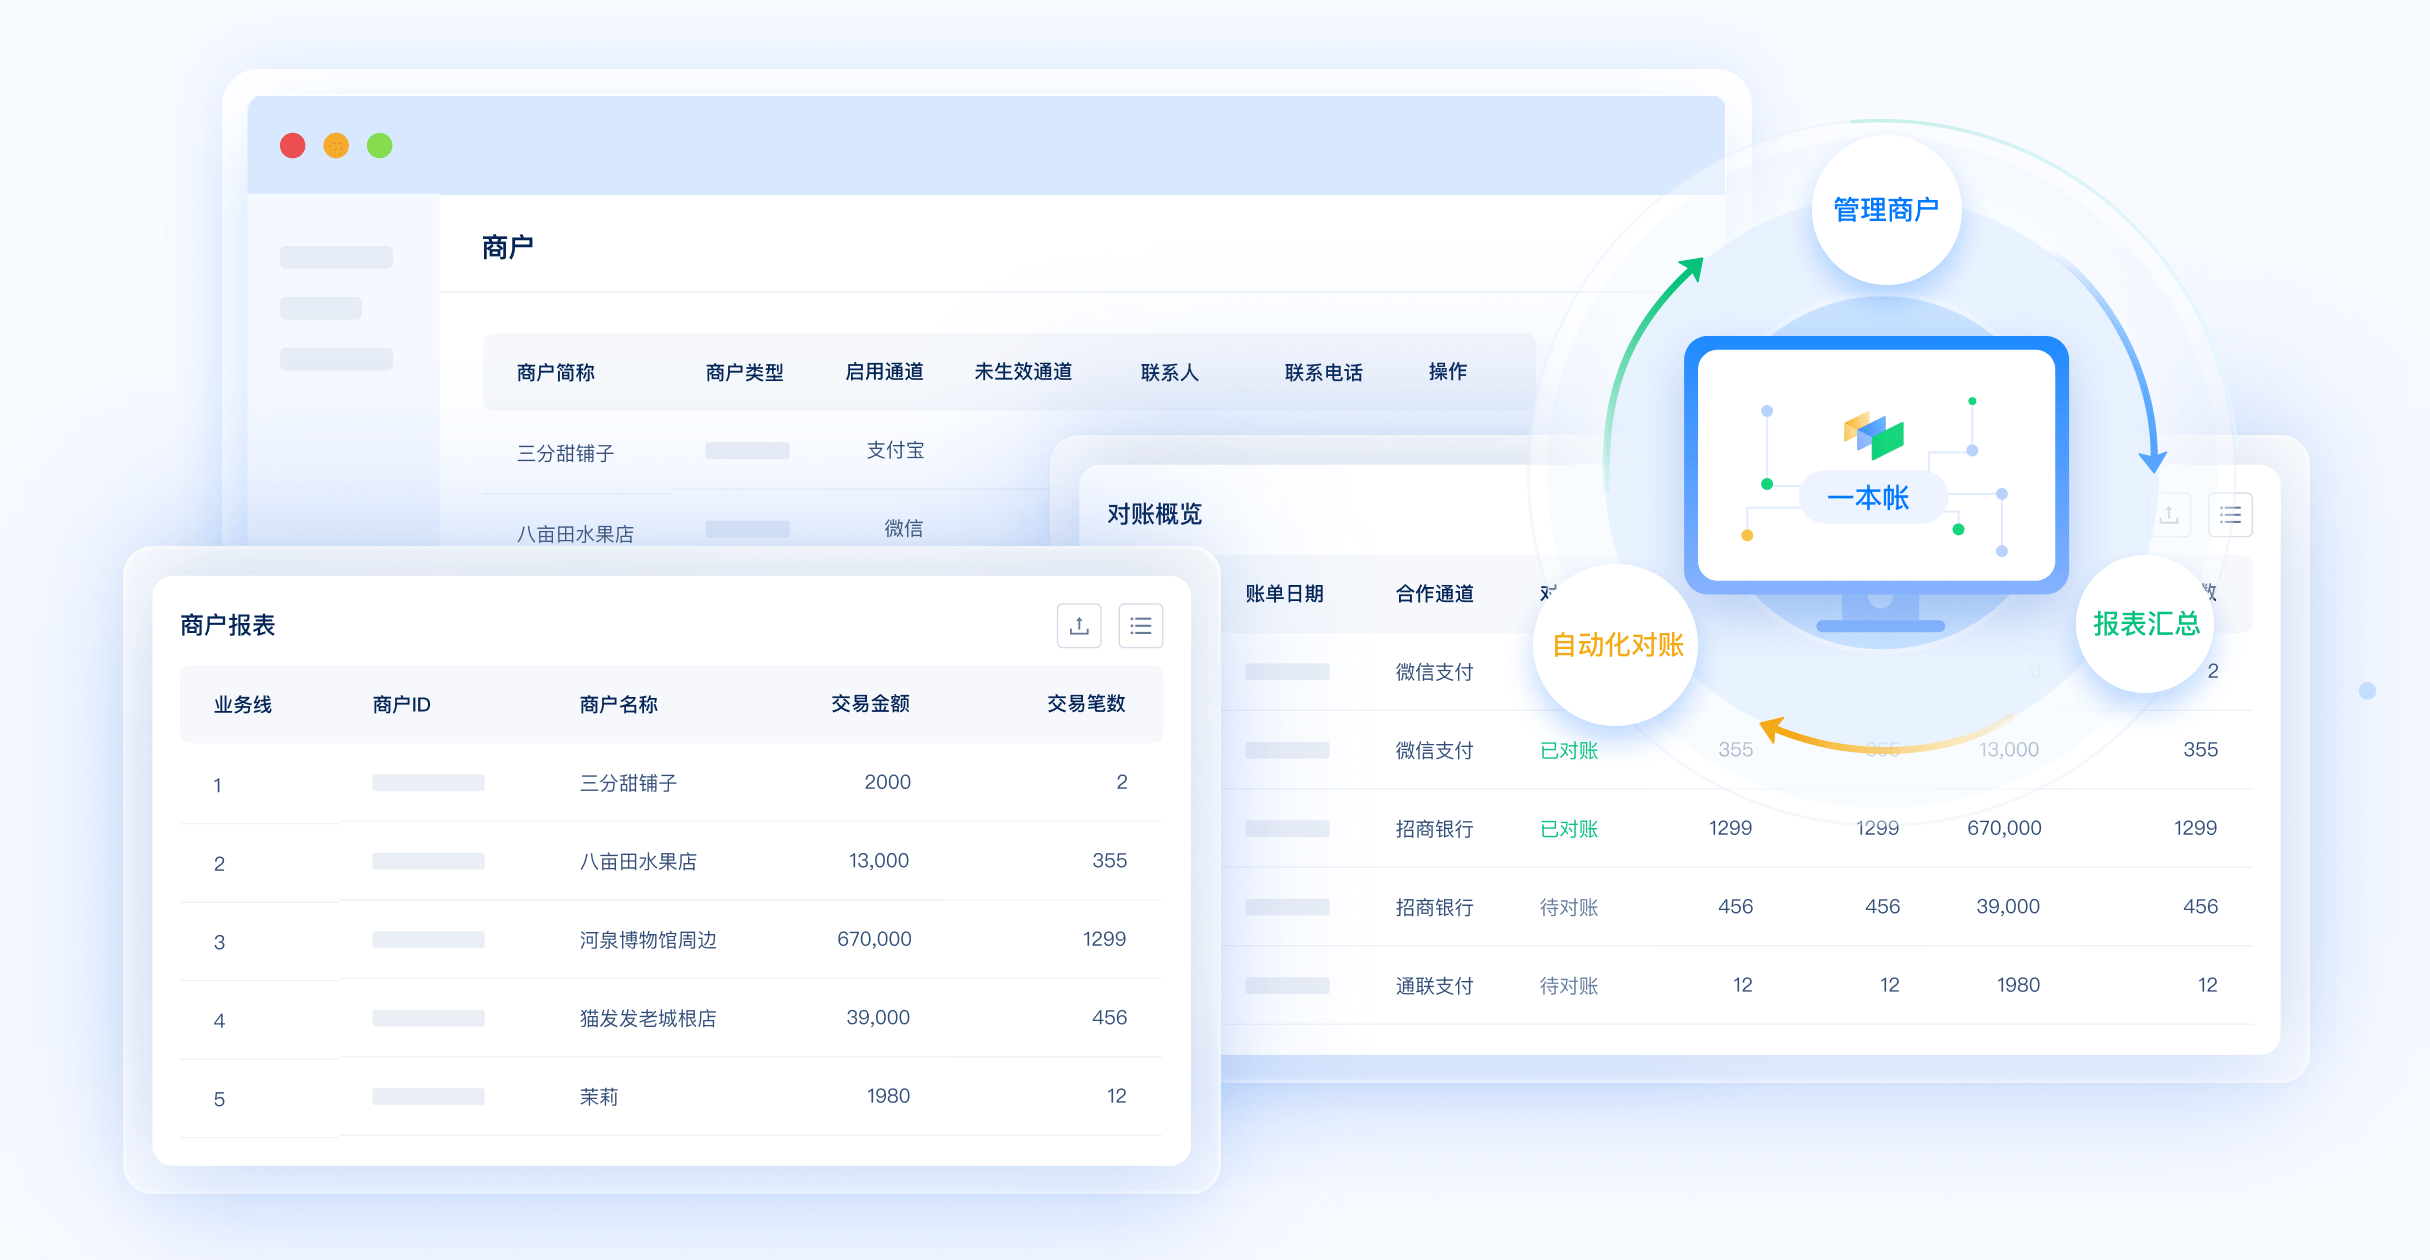 商户
商户简称 商户类型 启用通道 未生效通道 联系人 联系电话 操作
三分甜铺子 支付宝
八亩田水果店 微信
商户报表
业务线 商户ID 商户名称 交易金额 交易笔数
1 三分甜铺子 2000 2
2 八亩田水果店 13,000 355
3 河泉博物馆周边 670,000 1299
4 猫发发老城根店 39,000 456
5 茉莉 1980 12
对账概览
账单日期 合作通道 对 数
微信支付 2
微信支付 已对账 355 355 13,000 355
招商银行 已对账 1299 1299 670,000 1299
招商银行 待对账 456 456 39,000 456
通联支付 待对账 12 12 1980 12
管理商户
一本帐
自动化对账
报表汇总